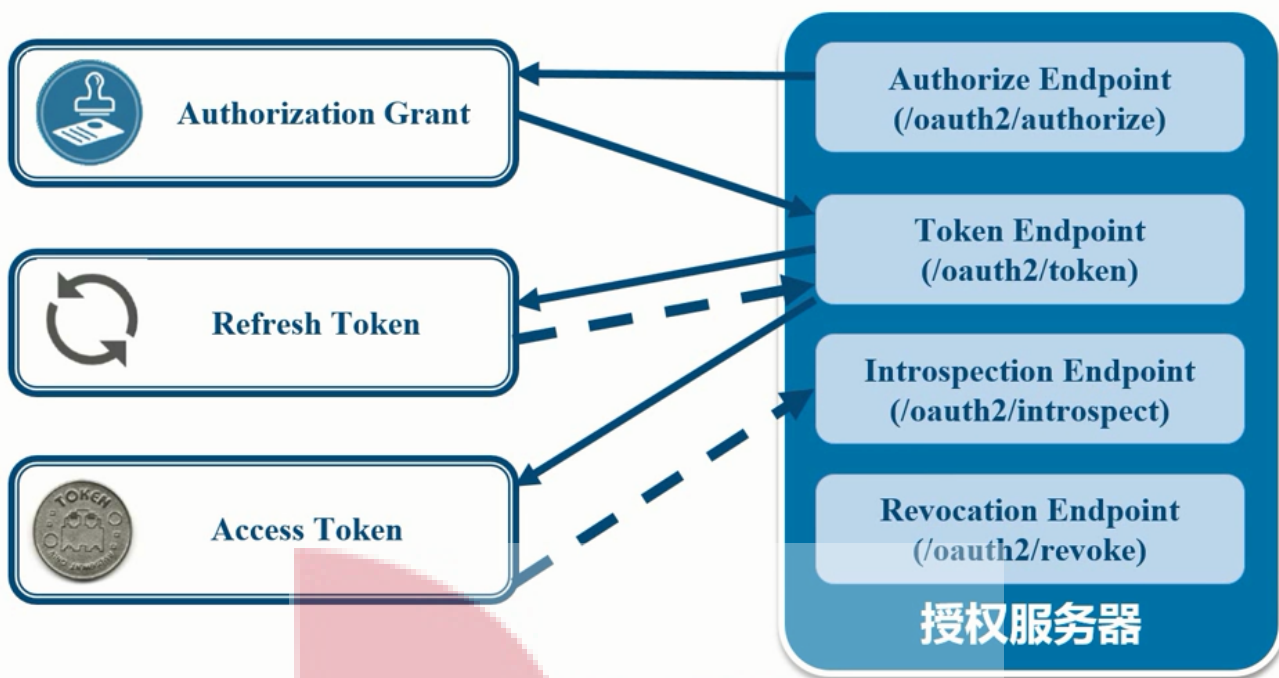 Authorization Grant
Refresh Token
TOKEN
Access Token
Authorize Endpoint
(/oauth2/authorize)
Token Endpoint
(/oauth2/token)
Introspection Endpoint
(/oauth2/introspect)
Revocation Endpoint
(/oauth2/revoke)
授权服务器